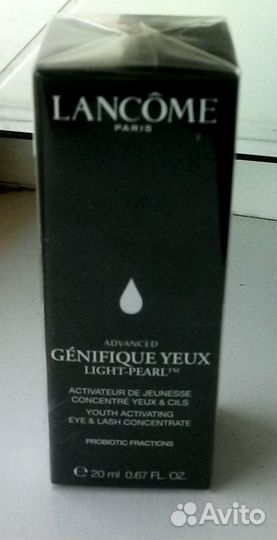 LANCÔME
PARIS
ADVANCED
GÉNIFIQUE YEUX
LIGHT-PEARL™
ACTIVATEUR DE JEUNESSE
CONCENTRÉ YEUX & CILS
YOUTH ACTIVATING
EYE & LASH CONCENTRATE
PROBIOTIC FRACTIONS
℮ 20 ml 0.67 FL. OZ.
Avito